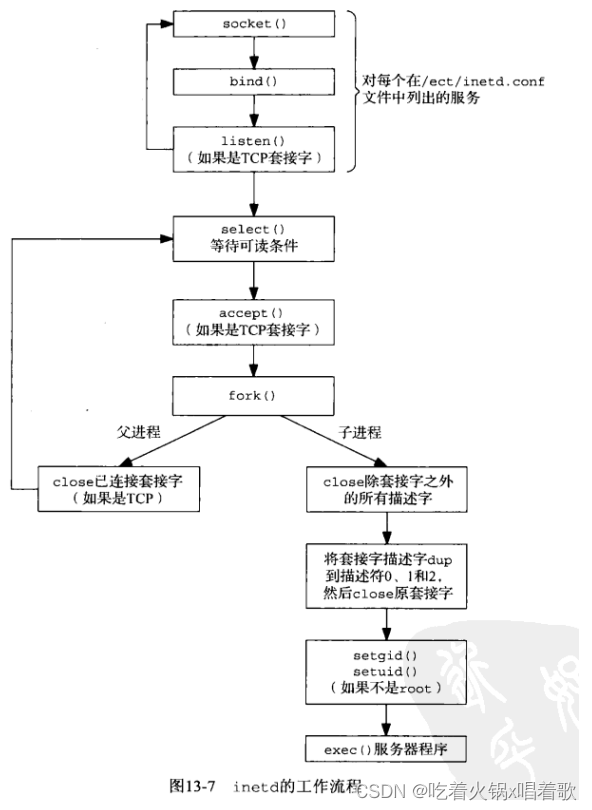 socket()
bind()
listen()
(如果是TCP套接字)
对每个在/ect/inetd.conf
文件中列出的服务
select()
等待可读条件
accept()
(如果是TCP套接字)
fork()
父进程
子进程
close已连接套接字
(如果是TCP)
close除套接字之外
的所有描述字
将套接字描述字dup
到描述符0、1和2,
然后close原套接字
setgid()
setuid()
(如果不是root)
exec()服务器程序
图13-7 inetd的工作流程
CSDN @吃着火锅x唱着歌